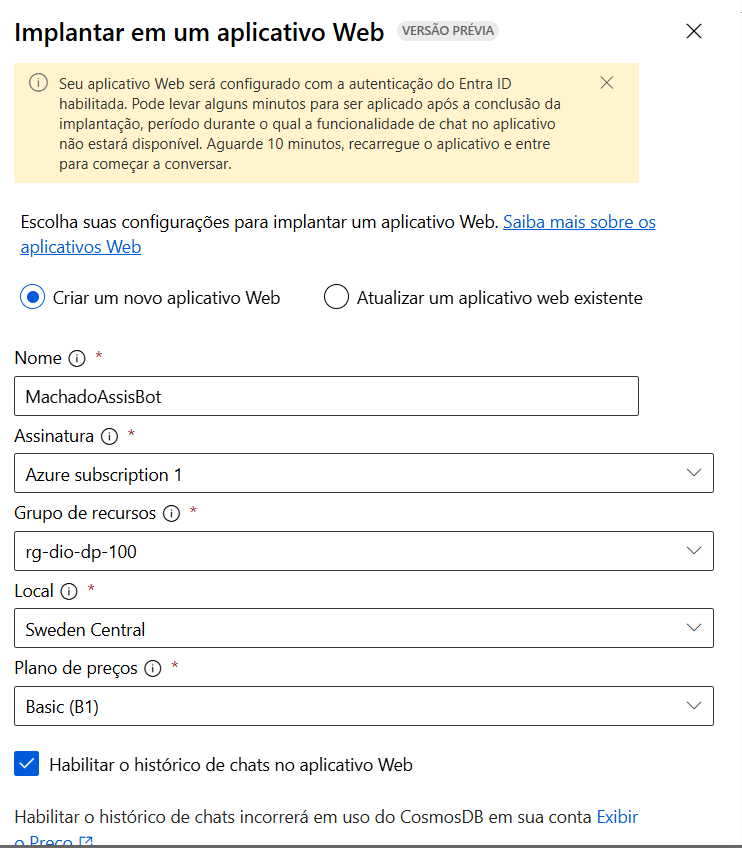 Implantar em um aplicativo Web VERSÃO PRÉVIA
Seu aplicativo Web será configurado com a autenticação do Entra ID
habilitada. Pode levar alguns minutos para ser aplicado após a conclusão da
implantação, período durante o qual a funcionalidade de chat no aplicativo
não estará disponível. Aguarde 10 minutos, recarregue o aplicativo e entre
para começar a conversar.
Escolha suas configurações para implantar um aplicativo Web. Saiba mais sobre os
aplicativos Web
Criar um novo aplicativo Web Atualizar um aplicativo web existente
Nome *
MachadoAssisBot
Assinatura *
Azure subscription 1
Grupo de recursos *
rg-dio-dp-100
Local *
Sweden Central
Plano de preços *
Basic (B1)
Habilitar o histórico de chats no aplicativo Web
Habilitar o histórico de chats incorrerá em uso do CosmosDB em sua conta Exibir
o Preço